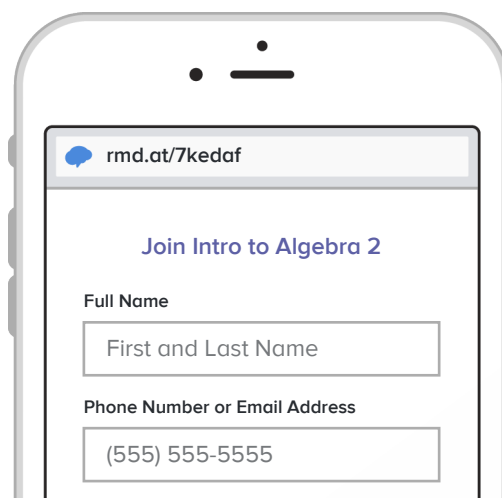 rmd.at/7kedaf
Join Intro to Algebra 2
Full Name
First and Last Name
Phone Number or Email Address
(555) 555-5555